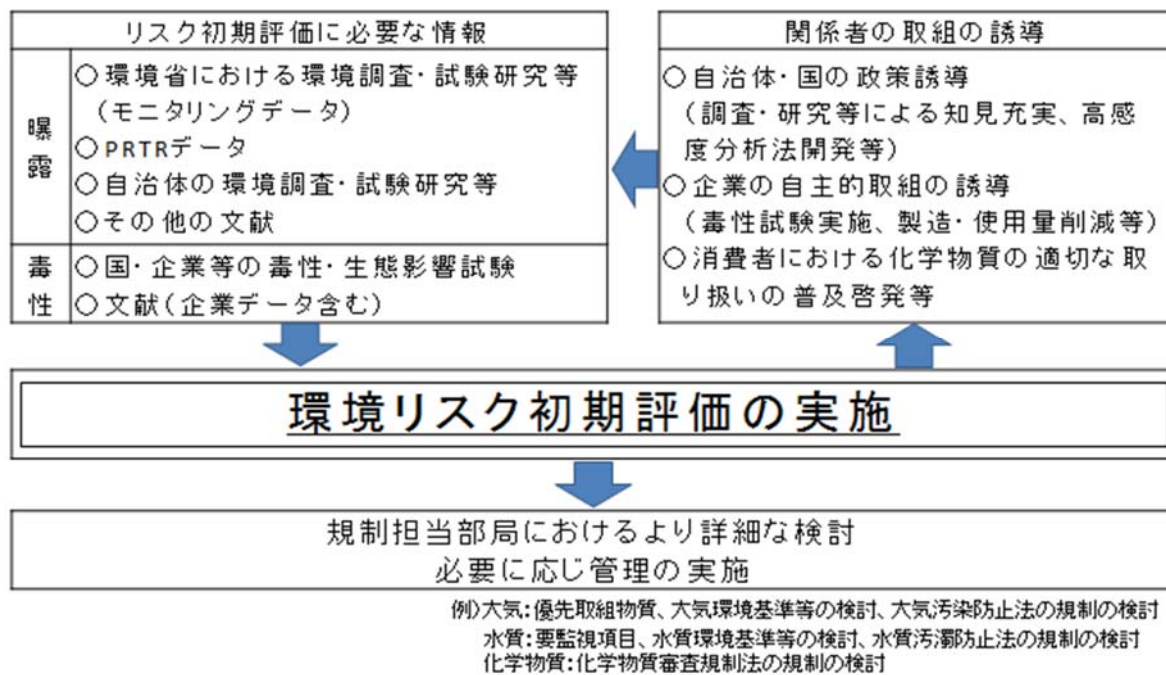 リスク初期評価に必要な情報
曝露
○環境省における環境調査・試験研究等
(モニタリングデータ)
○PRTRデータ
○自治体の環境調査・試験研究等
○その他の文献
毒性
○国・企業等の毒性・生態影響試験
○文献(企業データ含む)
関係者の取組の誘導
○自治体・国の政策誘導
(調査・研究等による知見充実、高感
度分析法開発等)
○企業の自主的取組の誘導
(毒性試験実施、製造・使用量削減等)
○消費者における化学物質の適切な取
り扱いの普及啓発等
環境リスク初期評価の実施
規制担当部局におけるより詳細な検討
必要に応じ管理の実施
例)大気:優先取組物質、大気環境基準等の検討、大気汚染防止法の規制の検討
水質:要監視項目、水質環境基準等の検討、水質汚濁防止法の規制の検討
化学物質:化学物質審査規制法の規制の検討